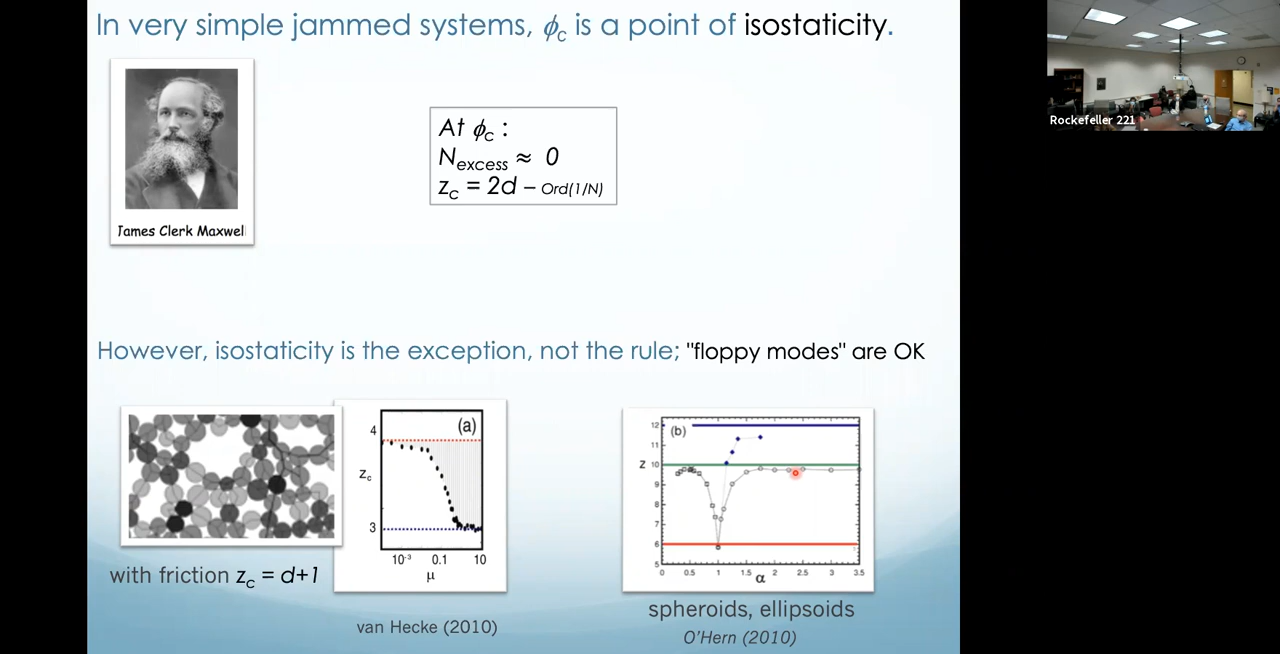 In very simple jammed systems, ϕc is a point of isostaticity.
James Clerk Maxwel
At ϕc :
Nexcess ≈ 0
zc = 2d – Ord(1/N)
Rockefeller 221
However, isostaticity is the exception, not the rule; "floppy modes" are OK
(a)
4
zc
3
10-3 0.1 10
μ
with friction zc = d+1
van Hecke (2010)
(b)
12
11
z 10
9
8
7
6
5
0 0.5 1 1.5 2 2.5 3 3.5
α
spheroids, ellipsoids
O'Hern (2010)